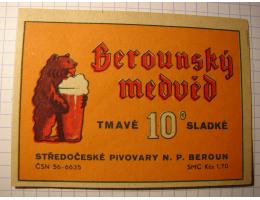 Berounský
medvěd
TMAVÉ 10° SLADKÉ
STŘEDOČESKÉ PIVOVARY N. P. BEROUN
ČSN 56-6635 SMC Kčs 1,70